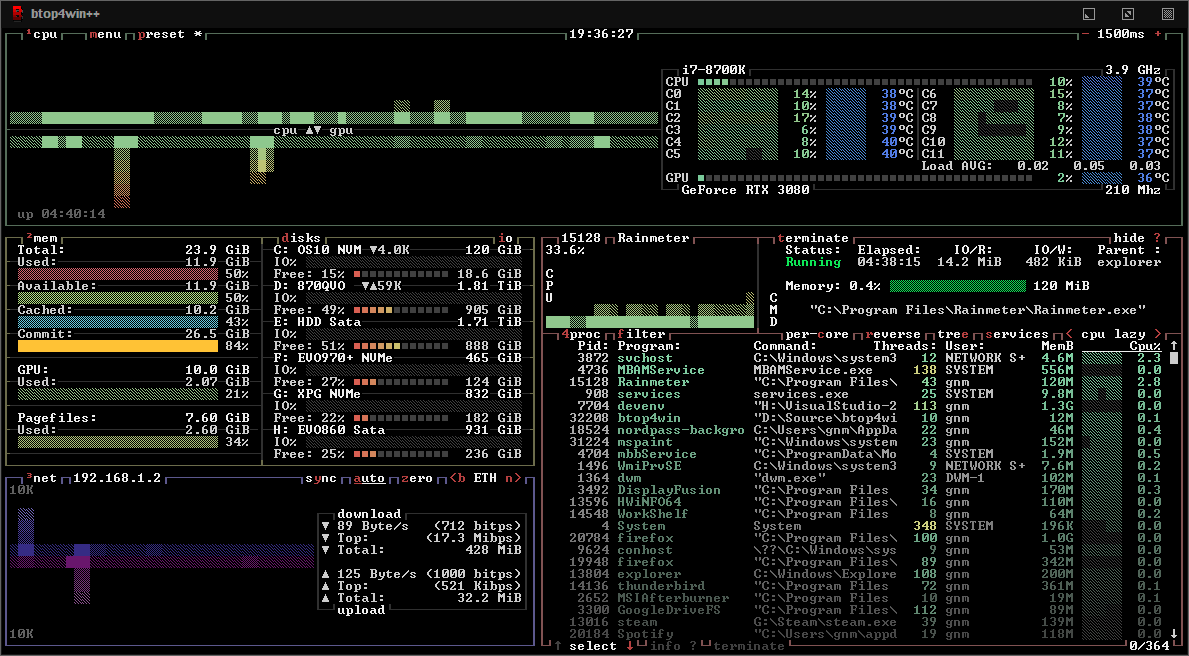 btop4win++
¹cpu menu preset * 19:36:27 - 1500ms +
i7-8700K 3.9 GHz
CPU 10% 39°C
C0 14% 38°C C6 15% 37°C
C1 10% 38°C C7 8% 37°C
C2 17% 39°C C8 7% 38°C
C3 6% 39°C C9 9% 38°C
C4 8% 40°C C10 12% 37°C
C5 10% 40°C C11 11% 37°C
Load AVG: 0.02 0.05 0.03
GPU 2% 36°C
GeForce RTX 3080 210 Mhz
cpu ▲▼ gpu
up 04:40:14
²mem
Total: 23.9 GiB
Used: 11.9 GiB
50%
Available: 11.9 GiB
50%
Cached: 10.2 GiB
43%
Commit: 26.5 GiB
84%
GPU: 10.0 GiB
Used: 2.07 GiB
21%
Pagefiles: 7.60 GiB
Used: 2.60 GiB
34%
disks io
C: OS10 NUM ▼4.0K 120 GiB
IO%
Free: 15% 18.6 GiB
D: 870QVO ▼▲59K 1.81 TiB
IO%
Free: 49% 905 GiB
E: HDD Sata 1.71 TiB
IO%
Free: 51% 888 GiB
F: EVO970+ NVMe 465 GiB
IO%
Free: 27% 124 GiB
G: XPG NVMe 832 GiB
IO%
Free: 22% 182 GiB
H: EVO860 Sata 931 GiB
IO%
Free: 25% 236 GiB
³net 192.168.1.2 sync auto zero <b ETH n>
10K
download
▼ 89 Byte/s (712 bitps)
▼ Top: (17.3 Mibps)
▼ Total: 428 MiB
▲ 125 Byte/s (1000 bitps)
▲ Top: (521 Kibps)
▲ Total: 32.2 MiB
upload
10K
15128 Rainmeter terminate hide ?
33.6%
CPU
Status: Elapsed: IO/R: IO/W: Parent :
Running 04:38:15 14.2 MiB 482 KiB explorer
Memory: 0.4% 120 MiB
CMD
"C:\Program Files\Rainmeter\Rainmeter.exe"
4proc filter per-core reverse tree services < cpu lazy >
Pid: Program: Command: Threads: User: MemB Cpu% ↑
3872 svchost C:\Windows\system3 12 NETWORK S+ 4.6M 2.3
4736 MBAMService MBAMService.exe 138 SYSTEM 556M 0.0
15128 Rainmeter "C:\Program Files\ 43 gnm 120M 2.8
908 services services.exe 25 SYSTEM 9.8M 0.0
7704 devenv "H:\VisualStudio-2 113 gnm 1.3G 0.0
32208 btop4win "D:\Source\btop4wi 10 gnm 12M 0.1
18524 nordpass-backgro C:\Users\gnm\AppDa 22 gnm 46M 0.4
31224 mspaint "C:\Windows\system 23 gnm 152M 0.0
4704 mbbService "C:\ProgramData\Mo 4 SYSTEM 1.9M 0.5
1496 WmiPrvSE C:\Windows\system3 9 NETWORK S+ 7.6M 0.2
1364 dwm "dwm.exe" 23 DWM-1 102M 0.1
3492 DisplayFusion "C:\Program Files 34 gnm 170M 0.3
13596 HWiNFO64 "C:\Program Files 16 gnm 110M 0.0
14548 WorkShelf "C:\Program Files 8 gnm 64M 0.2
4 System System 348 SYSTEM 196K 0.0
20784 firefox "C:\Program Files\ 100 gnm 1.0G 0.0
9624 conhost \??\C:\Windows\sys 9 gnm 53M 0.0
19948 firefox "C:\Program Files\ 89 gnm 342M 0.0
13804 explorer C:\Windows\Explore 108 gnm 200M 0.0
14136 thunderbird "C:\Program Files\ 72 gnm 361M 0.1
2652 MSIAfterburner "C:\Program Files\ 10 gnm 19M 0.1
3300 GoogleDriveFS "C:\Program Files\ 112 gnm 89M 0.0
13016 steam G:\Steam\steam.exe 39 gnm 139M 0.0
20184 Spotify "C:\Users\gnm\appd 19 gnm 118M 0.0 ↓
↑ select ↓ info ? terminate 0/364